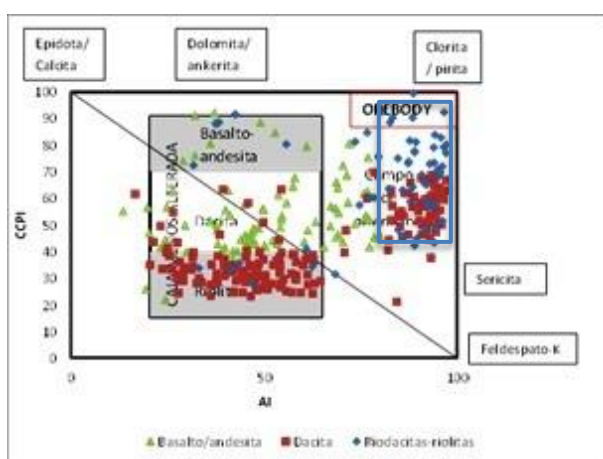 Epidota/
Calcita
Dolomita/
ankerita
Clorita
/ pirita
100
90
80
70
60
50
40
30
20
10
0
CCPI
OREBODY
Basalto-
andesita
Dacita
Riolita
Campo
Sericita
Feldespato-K
0
50
100
AI
Basalto/andesita
Dacita
Riodacitas-riolitas